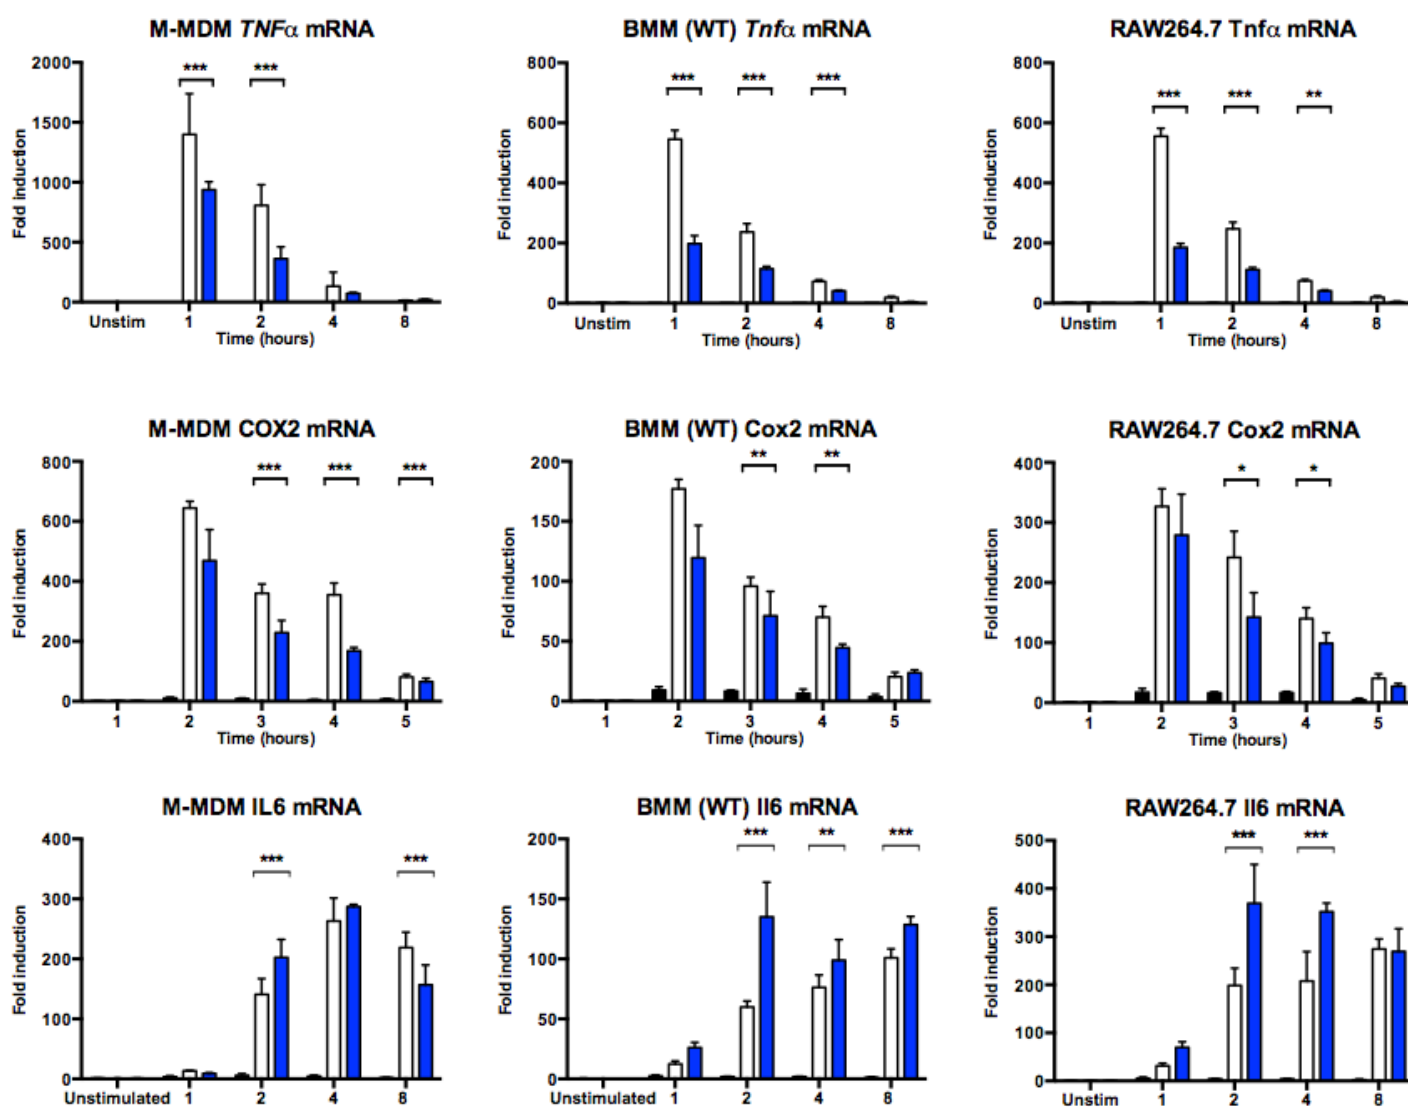 M-MDM TNFα mRNA
2000
1500
1000
500
0
Fold induction
***
***
Unstim 1 2 4 8
Time (hours)
BMM (WT) Tnfα mRNA
800
600
400
200
0
Fold induction
***
***
***
Unstim 1 2 4 8
Time (hours)
RAW264.7 Tnfα mRNA
800
600
400
200
0
Fold induction
***
***
**
Unstim 1 2 4 8
Time (hours)
M-MDM COX2 mRNA
800
600
400
200
0
Fold induction
***
***
***
1 2 3 4 5
Time (hours)
BMM (WT) Cox2 mRNA
200
150
100
50
0
Fold induction
**
**
1 2 3 4 5
Time (hours)
RAW264.7 Cox2 mRNA
400
300
200
100
0
Fold induction
*
*
1 2 3 4 5
Time (hours)
M-MDM IL6 mRNA
400
300
200
100
0
Fold induction
***
***
Unstimulated 1 2 4 8
BMM (WT) Il6 mRNA
200
150
100
50
0
Fold induction
***
**
***
Unstimulated 1 2 4 8
RAW264.7 Il6 mRNA
500
400
300
200
100
0
Fold induction
***
***
Unstim 1 2 4 8